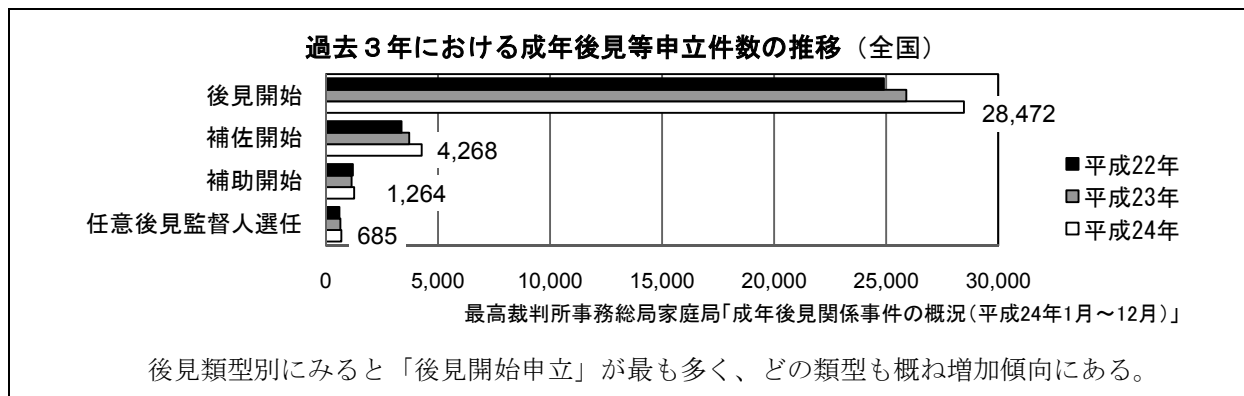 過去３年における成年後見等申立件数の推移（全国）
後見開始
28,472
補佐開始
4,268
補助開始
1,264
任意後見監督人選任
685
■平成22年
■平成23年
□平成24年
0 5,000 10,000 15,000 20,000 25,000 30,000
最高裁判所事務総局家庭局「成年後見関係事件の概況（平成24年1月～12月）」
後見類型別にみると「後見開始申立」が最も多く、どの類型も概ね増加傾向にある。